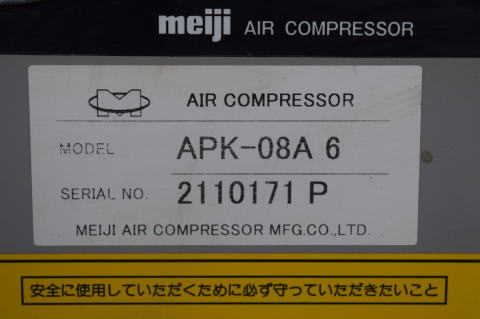 meiji AIR COMPRESSOR
AIR COMPRESSOR
MODEL APK-08A 6
SERIAL NO. 2110171 P
MEIJI AIR COMPRESSOR MFG.CO.,LTD.
安全に使用していただくために必ず守っていただきたいこと